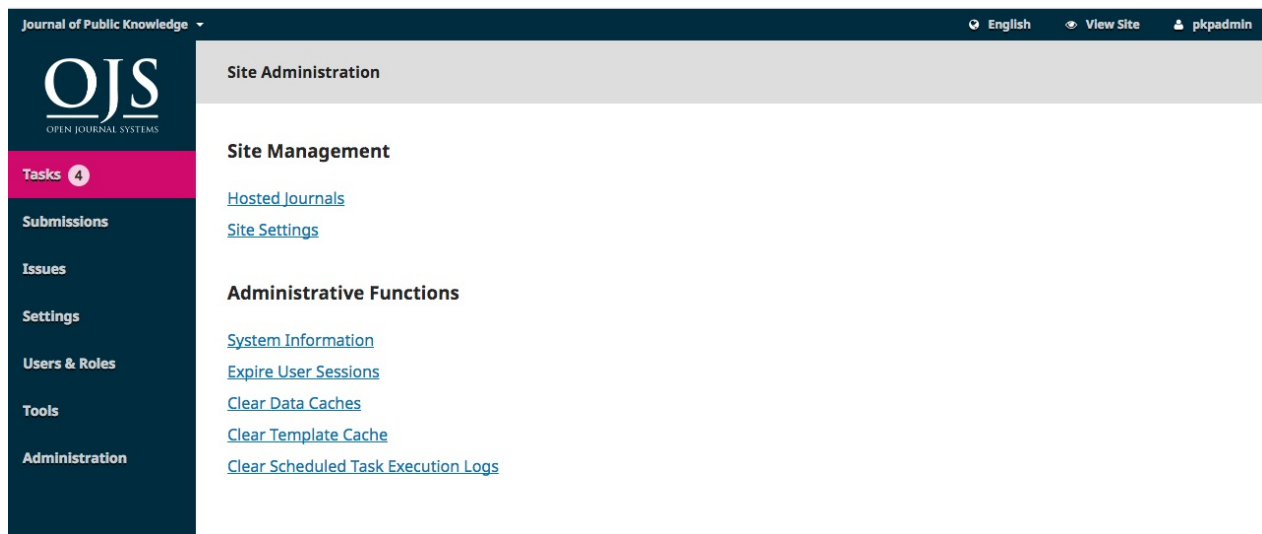 Journal of Public Knowledge
English
View Site
pkpadmin
OJS
OPEN JOURNAL SYSTEMS
Tasks 4
Submissions
Issues
Settings
Users & Roles
Tools
Administration
Site Administration
Site Management
Hosted Journals
Site Settings
Administrative Functions
System Information
Expire User Sessions
Clear Data Caches
Clear Template Cache
Clear Scheduled Task Execution Logs